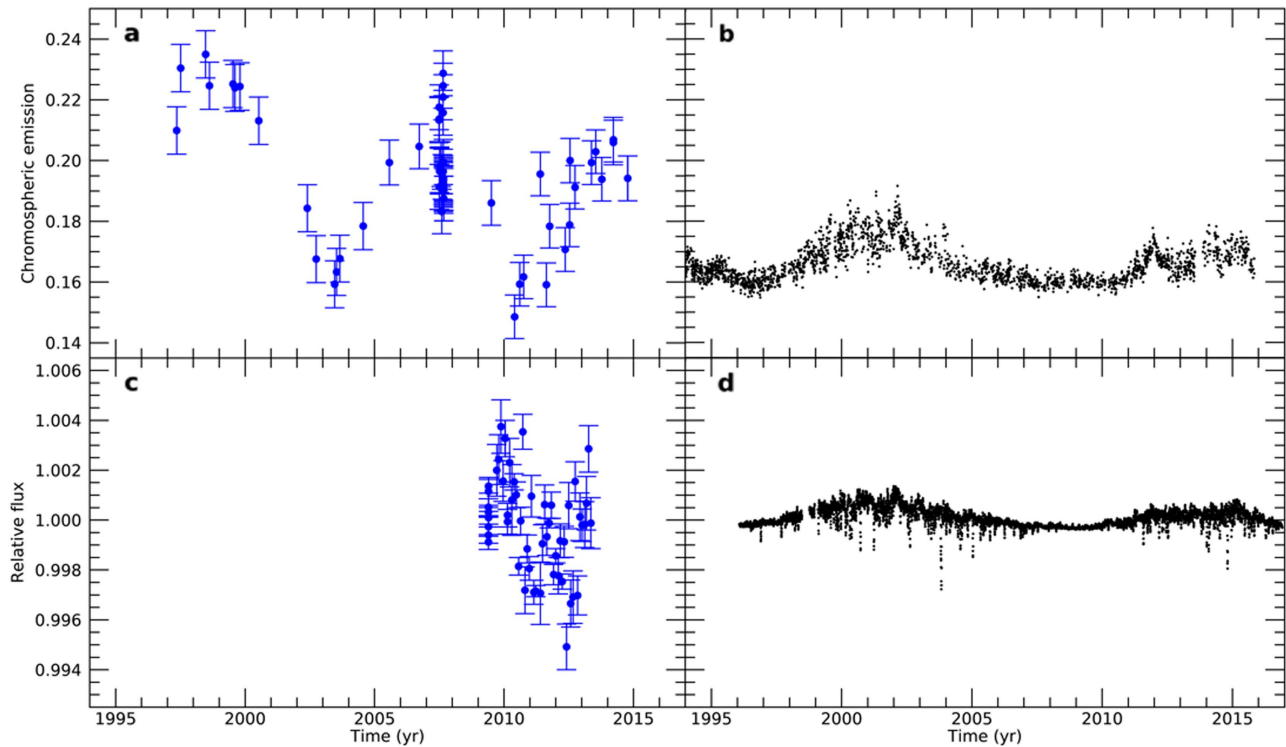 a
b
0.24
0.22
0.20
0.18
0.16
0.14
Chromospheric emission
c
d
1.006
1.004
1.002
1.000
0.998
0.996
0.994
Relative flux
1995 2000 2005 2010 2015
1995 2000 2005 2010 2015
Time (yr)
Time (yr)